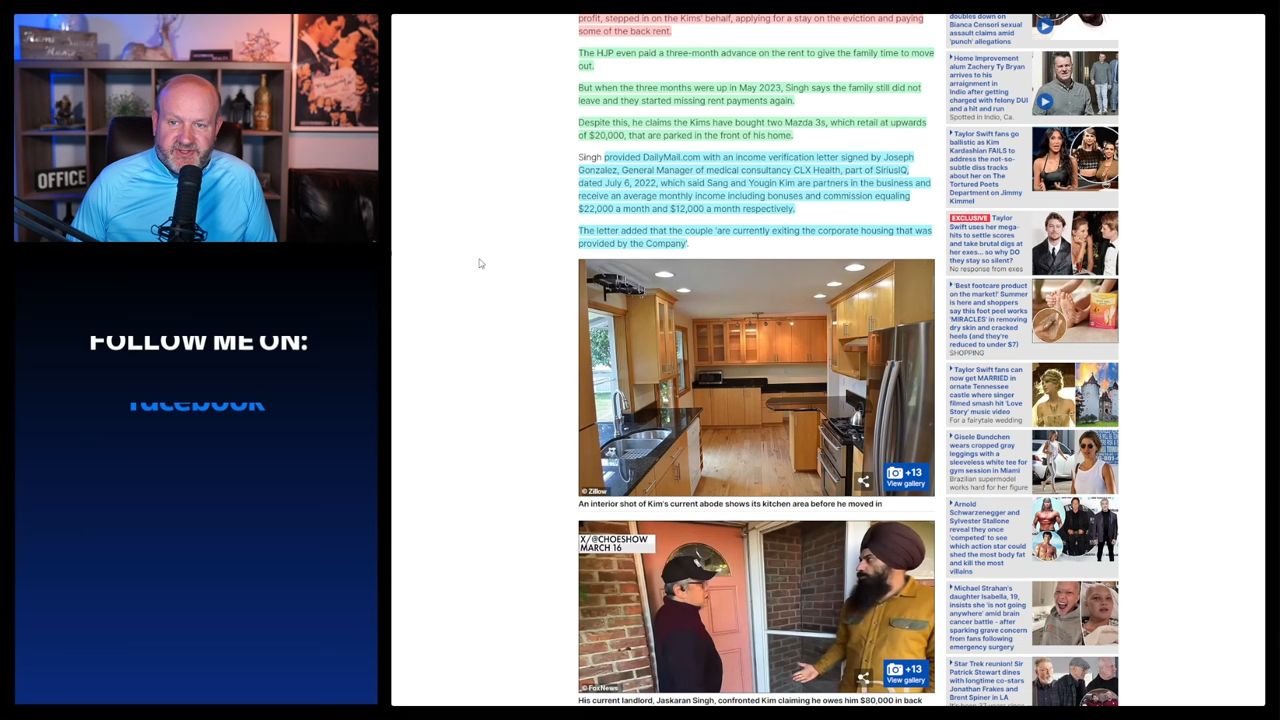 OFFICE
FOLLOW ME ON:
facebook
profit, stepped in on the Kims' behalf, applying for a stay on the eviction and paying
some of the back rent.
The HJP even paid a three-month advance on the rent to give the family time to move
out.
But when the three months were up in May 2023, Singh says the family still did not
leave and they started missing rent payments again.
Despite this, he claims the Kims have bought two Mazda 3s, which retail at upwards
of $20,000, that are parked in the front of his home.
Singh provided DailyMail.com with an income verification letter signed by Joseph
Gonzalez, General Manager of medical consultancy CLX Health, part of SiriusIQ,
dated July 6, 2022, which said Sang and Yougin Kim are partners in the business and
receive an average monthly income including bonuses and commission equaling
$22,000 a month and $12,000 a month respectively.
The letter added that the couple 'are currently exiting the corporate housing that was
provided by the Company'.
+13
View gallery
© Zillow
An interior shot of Kim's current abode shows its kitchen area before he moved in
X/@CHOESHOW
MARCH 16
+13
View gallery
© FoxNews
His current landlord, Jaskaran Singh, confronted Kim claiming he owes him $80,000 in back
doubles down on
Bianca Censori sexual
assault claims amid
'punch' allegations
Home Improvement
alum Zachery Ty Bryan
arrives to his
arraignment in
Indio after getting
charged with felony DUI
and a hit and run
Spotted in Indio, Ca.
Taylor Swift fans go
ballistic as Kim
Kardashian FAILS to
address the not-so-
subtle diss tracks
about her on The
Tortured Poets
Department on Jimmy
Kimmel
EXCLUSIVE Taylor
Swift uses her mega-
hits to settle scores
and take brutal digs at
her exes... so why DO
they stay so silent?
No response from exes
'Best footcare product
on the market!' Summer
is here and shoppers
say this foot peel works
'MIRACLES' in removing
dry skin and cracked
heels (and they're
reduced to under $7)
SHOPPING
Taylor Swift fans can
now get MARRIED in
ornate Tennessee
castle where singer
filmed smash hit 'Love
Story' music video
For a fairytale wedding
Gisele Bundchen
wears cropped gray
leggings with a
sleeveless white tee for
gym session in Miami
Brazilian supermodel
works hard for her figure
Arnold
Schwarzenegger and
Sylvester Stallone
reveal they once
'competed' to see
which action star could
shed the most body fat
and kill the most
villains
Michael Strahan's
daughter Isabella, 19,
insists she 'is not going
anywhere' amid brain
cancer battle - after
sparking grave concern
from fans following
emergency surgery
Star Trek reunion! Sir
Patrick Stewart dines
with longtime co-stars
Jonathan Frakes and
Brent Spiner in LA